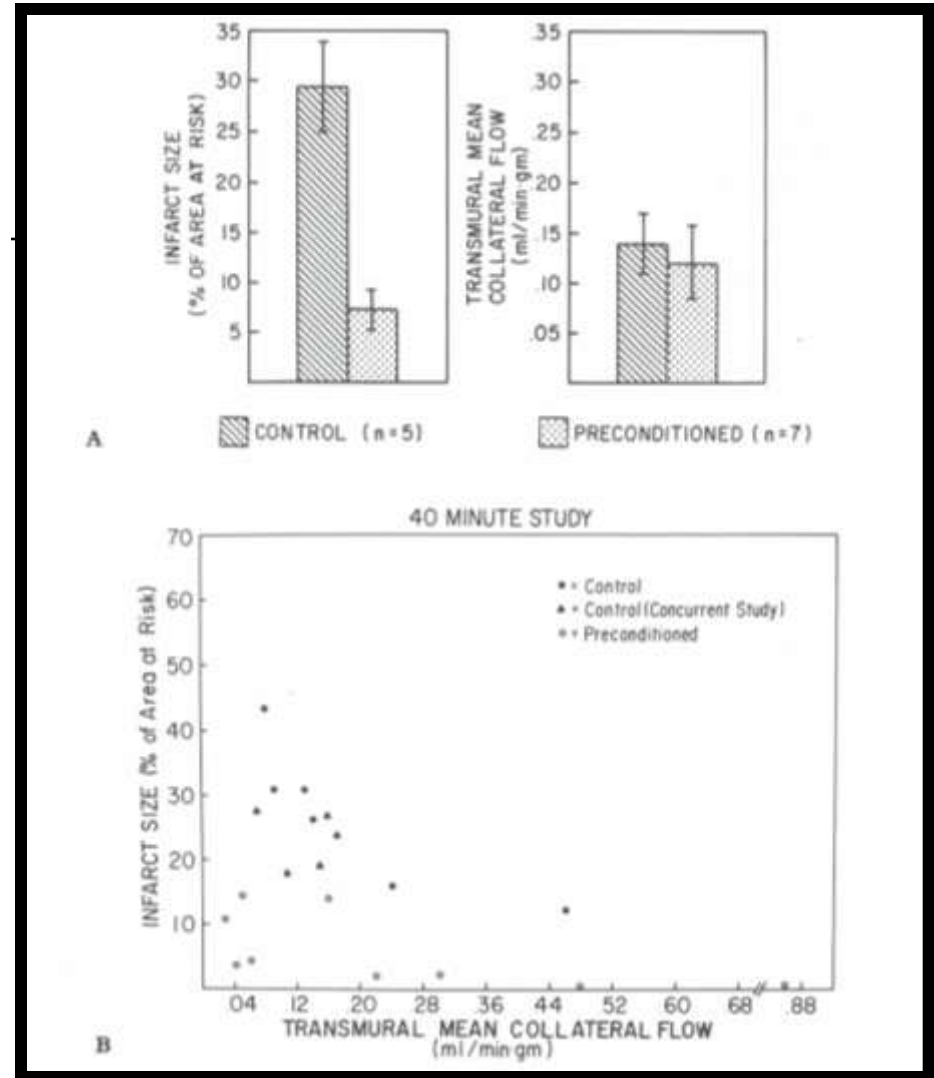 35
30
25
20
15
10
5
INFARCT SIZE
(% OF AREA AT RISK)
.35
.30
.25
.20
.15
.10
.05
TRANSMURAL MEAN
COLLATERAL FLOW
(ml/min·gm)
A
CONTROL (n=5)
PRECONDITIONED (n=7)
40 MINUTE STUDY
70
60
50
40
30
20
10
INFARCT SIZE (% of Area at Risk)
• = Control
▲ = Control (Concurrent Study)
○ = Preconditioned
.04 .12 .20 .28 .36 .44 .52 .60 .68 // .88
TRANSMURAL MEAN COLLATERAL FLOW
(ml/min·gm)
B